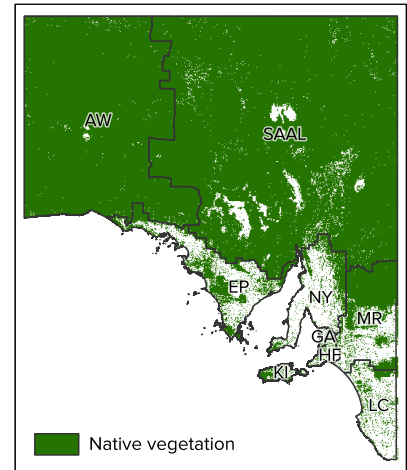 AW
SAAL
EP
NY
MR
GA
HF
KI
LC
Native vegetation